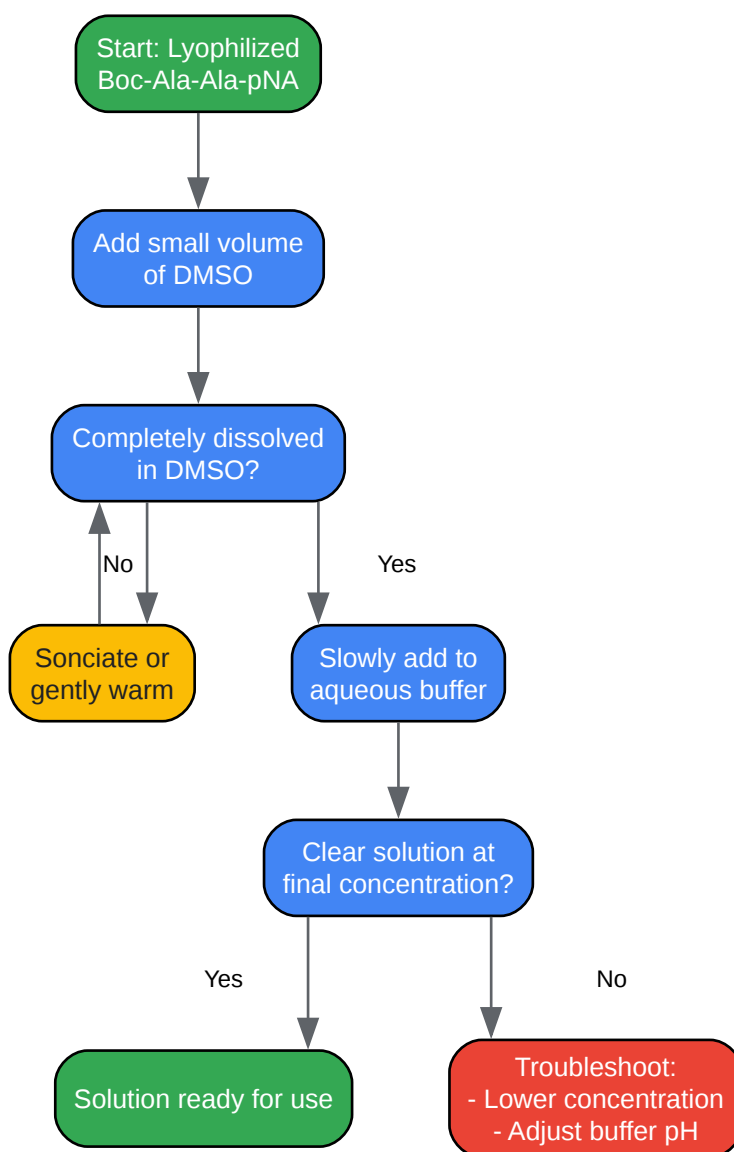 Start: Lyophilized
Boc-Ala-Ala-pNA
Add small volume
of DMSO
Completely dissolved
in DMSO?
No
Yes
Sonciate or
gently warm
Slowly add to
aqueous buffer
Clear solution at
final concentration?
Yes
No
Solution ready for use
Troubleshoot:
- Lower concentration
- Adjust buffer pH